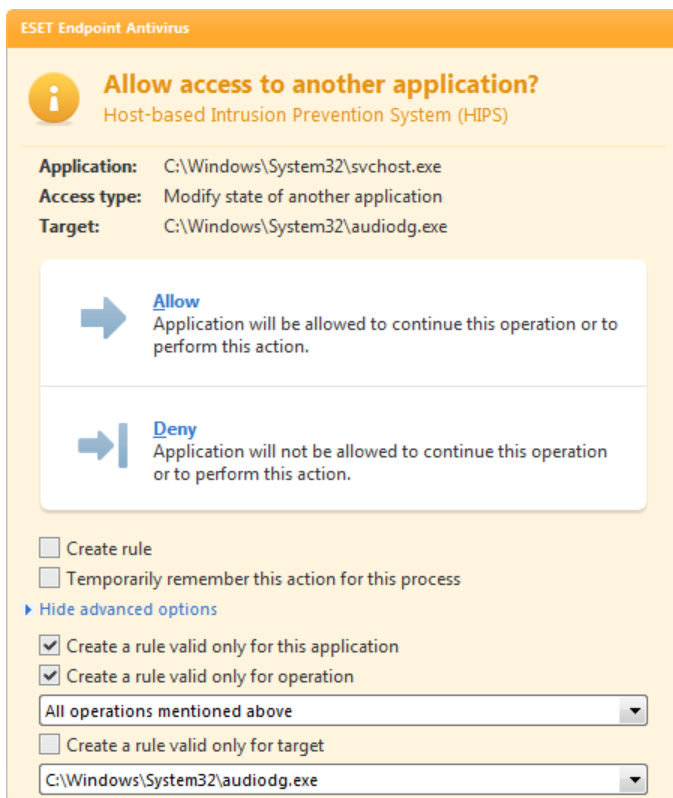 ESET Endpoint Antivirus
Allow access to another application?
Host-based Intrusion Prevention System (HIPS)
Application: C:\Windows\System32\svchost.exe
Access type: Modify state of another application
Target: C:\Windows\System32\audiodg.exe
Allow
Application will be allowed to continue this operation or to
perform this action.
Deny
Application will not be allowed to continue this operation
or to perform this action.
Create rule
Temporarily remember this action for this process
Hide advanced options
Create a rule valid only for this application
Create a rule valid only for operation
All operations mentioned above
Create a rule valid only for target
C:\Windows\System32\audiodg.exe